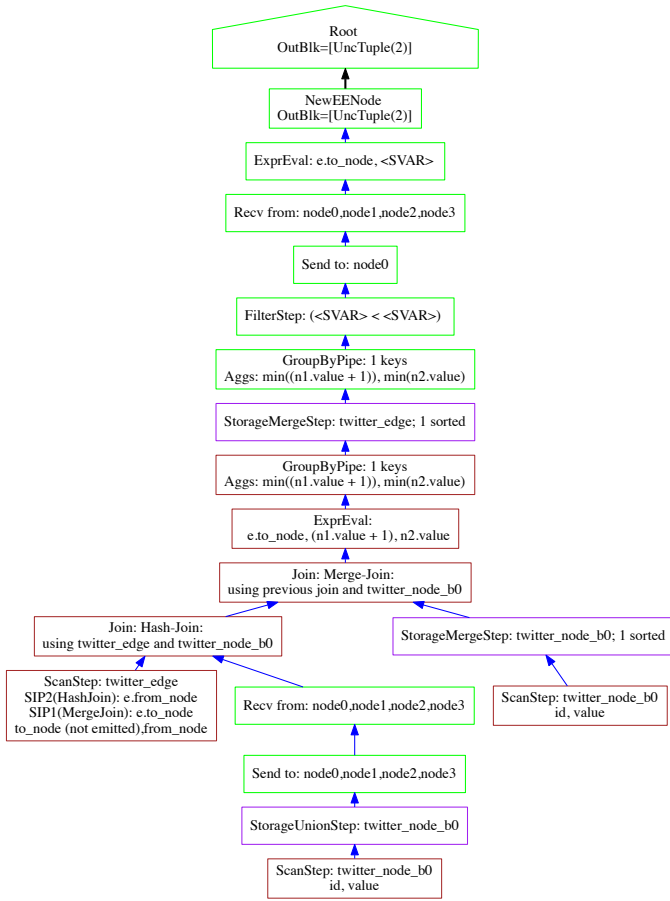 Root
OutBlk=[UncTuple(2)]
NewEENode
OutBlk=[UncTuple(2)]
ExprEval: e.to_node, <SVAR>
Recv from: node0,node1,node2,node3
Send to: node0
FilterStep: (<SVAR> < <SVAR>)
GroupByPipe: 1 keys
Aggs: min((n1.value + 1)), min(n2.value)
StorageMergeStep: twitter_edge; 1 sorted
GroupByPipe: 1 keys
Aggs: min((n1.value + 1)), min(n2.value)
ExprEval:
e.to_node, (n1.value + 1), n2.value
Join: Merge-Join:
using previous join and twitter_node_b0
Join: Hash-Join:
using twitter_edge and twitter_node_b0
StorageMergeStep: twitter_node_b0; 1 sorted
ScanStep: twitter_edge
SIP2(HashJoin): e.from_node
SIP1(MergeJoin): e.to_node
to_node (not emitted),from_node
Recv from: node0,node1,node2,node3
ScanStep: twitter_node_b0
id, value
Send to: node0,node1,node2,node3
StorageUnionStep: twitter_node_b0
ScanStep: twitter_node_b0
id, value